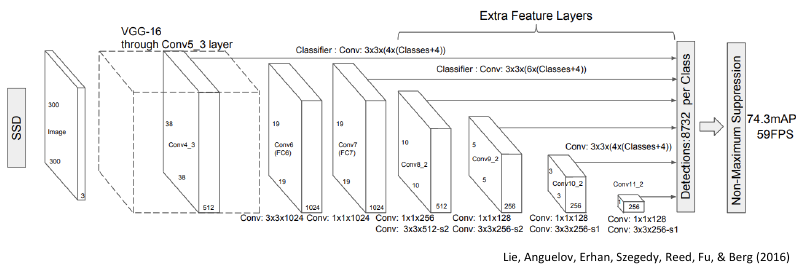 Extra Feature Layers
VGG-16
through Conv5_3 layer
Classifier : Conv: 3x3x(4x(Classes+4))
Classifier : Conv: 3x3x(6x(Classes+4))
SSD
300
Image
300
3
38
Conv4_3
38
512
19
Conv6
(FC6)
19
1024
19
Conv7
(FC7)
19
1024
10
Conv8_2
10
512
5
Conv9_2
5
256
Conv: 3x3x(4x(Classes+4))
3
Conv10_2
3
256
Conv11_2
1
256
Detections:8732 per Class
Non-Maximum Suppression
74.3mAP
59FPS
Conv: 3x3x1024
Conv: 1x1x1024
Conv: 1x1x256
Conv: 3x3x512-s2
Conv: 1x1x128
Conv: 3x3x256-s2
Conv: 1x1x128
Conv: 3x3x256-s1
Conv: 1x1x128
Conv: 3x3x256-s1
Lie, Anguelov, Erhan, Szegedy, Reed, Fu, & Berg (2016)